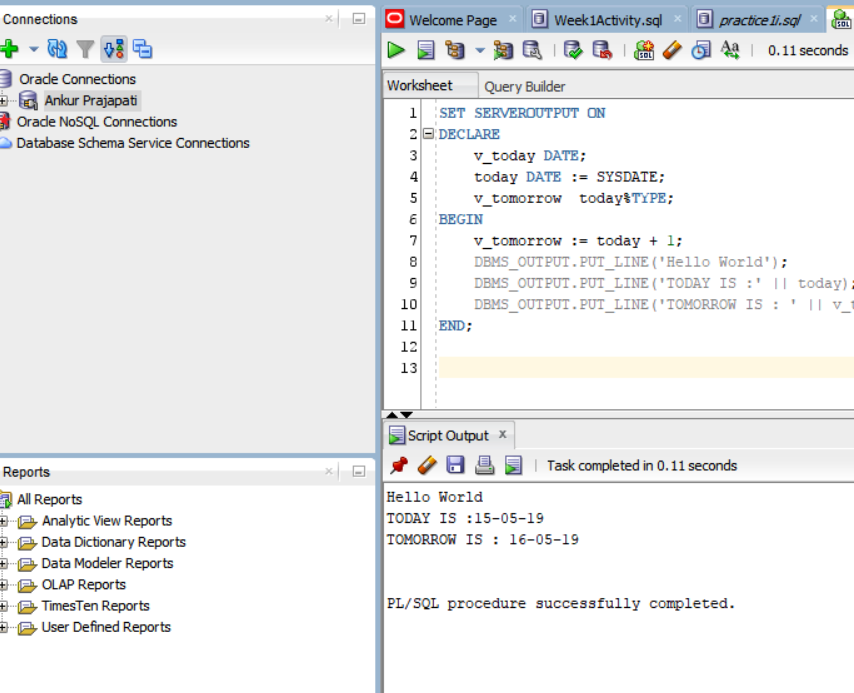 Connections
Oracle Connections
Ankur Prajapati
Oracle NoSQL Connections
Database Schema Service Connections
Reports
All Reports
Analytic View Reports
Data Dictionary Reports
Data Modeler Reports
OLAP Reports
TimesTen Reports
User Defined Reports
Welcome Page
Week1Activity.sql
practice1i.sql
0.11 seconds
Worksheet
Query Builder
1 SET SERVEROUTPUT ON
2 DECLARE
3 v_today DATE;
4 today DATE := SYSDATE;
5 v_tomorrow  today%TYPE;
6 BEGIN
7 v_tomorrow := today + 1;
8 DBMS_OUTPUT.PUT_LINE('Hello World');
9 DBMS_OUTPUT.PUT_LINE('TODAY IS :' || today);
10 DBMS_OUTPUT.PUT_LINE('TOMORROW IS : ' || v_t
11 END;
12
13
Script Output
Task completed in 0.11 seconds
Hello World
TODAY IS :15-05-19
TOMORROW IS : 16-05-19
PL/SQL procedure successfully completed.